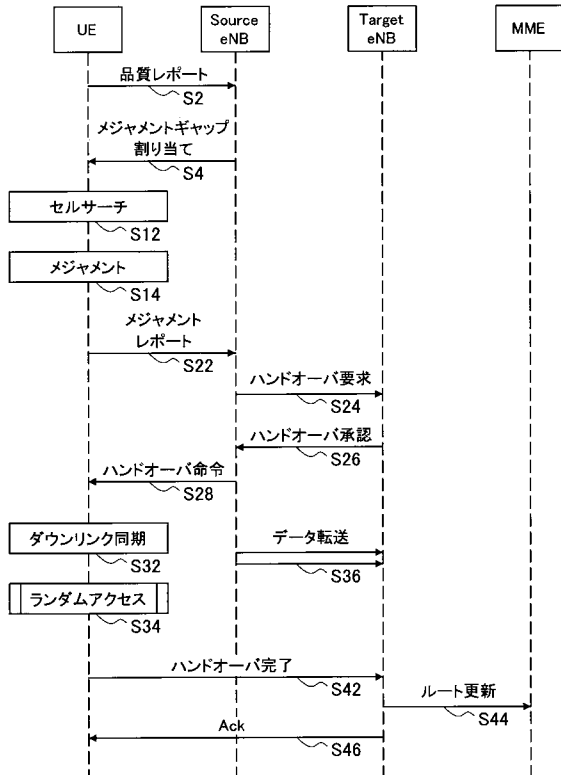 UE
Source
eNB
Target
eNB
MME
品質レポート
S2
メジャメントギャップ
割り当て
S4
セルサーチ
S12
メジャメント
S14
メジャメント
レポート
S22
ハンドオーバ要求
S24
ハンドオーバ承認
S26
ハンドオーバ命令
S28
ダウンリンク同期
S32
データ転送
S36
ランダムアクセス
S34
ハンドオーバ完了
S42
ルート更新
S44
Ack
S46